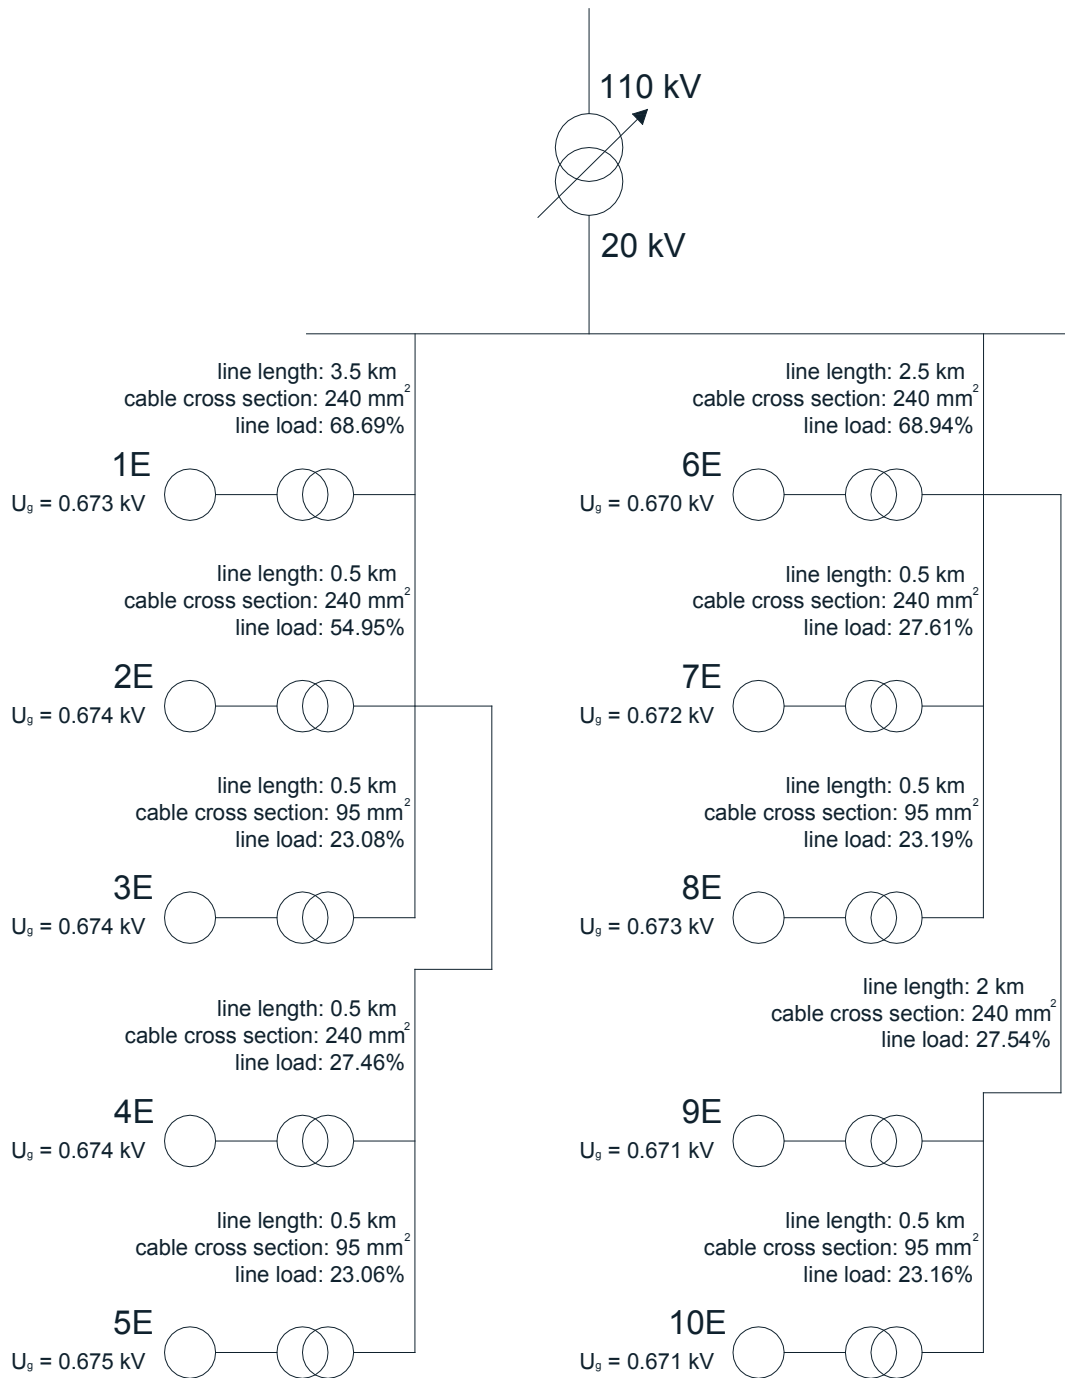 110 kV
20 kV
line length: 3.5 km
cable cross section: 240 mm²
line load: 68.69%
1E
Ug = 0.673 kV
line length: 0.5 km
cable cross section: 240 mm²
line load: 54.95%
2E
Ug = 0.674 kV
line length: 0.5 km
cable cross section: 95 mm²
line load: 23.08%
3E
Ug = 0.674 kV
line length: 0.5 km
cable cross section: 240 mm²
line load: 27.46%
4E
Ug = 0.674 kV
line length: 0.5 km
cable cross section: 95 mm²
line load: 23.06%
5E
Ug = 0.675 kV
line length: 2.5 km
cable cross section: 240 mm²
line load: 68.94%
6E
Ug = 0.670 kV
line length: 0.5 km
cable cross section: 240 mm²
line load: 27.61%
7E
Ug = 0.672 kV
line length: 0.5 km
cable cross section: 95 mm²
line load: 23.19%
8E
Ug = 0.673 kV
line length: 2 km
cable cross section: 240 mm²
line load: 27.54%
9E
Ug = 0.671 kV
line length: 0.5 km
cable cross section: 95 mm²
line load: 23.16%
10E
Ug = 0.671 kV